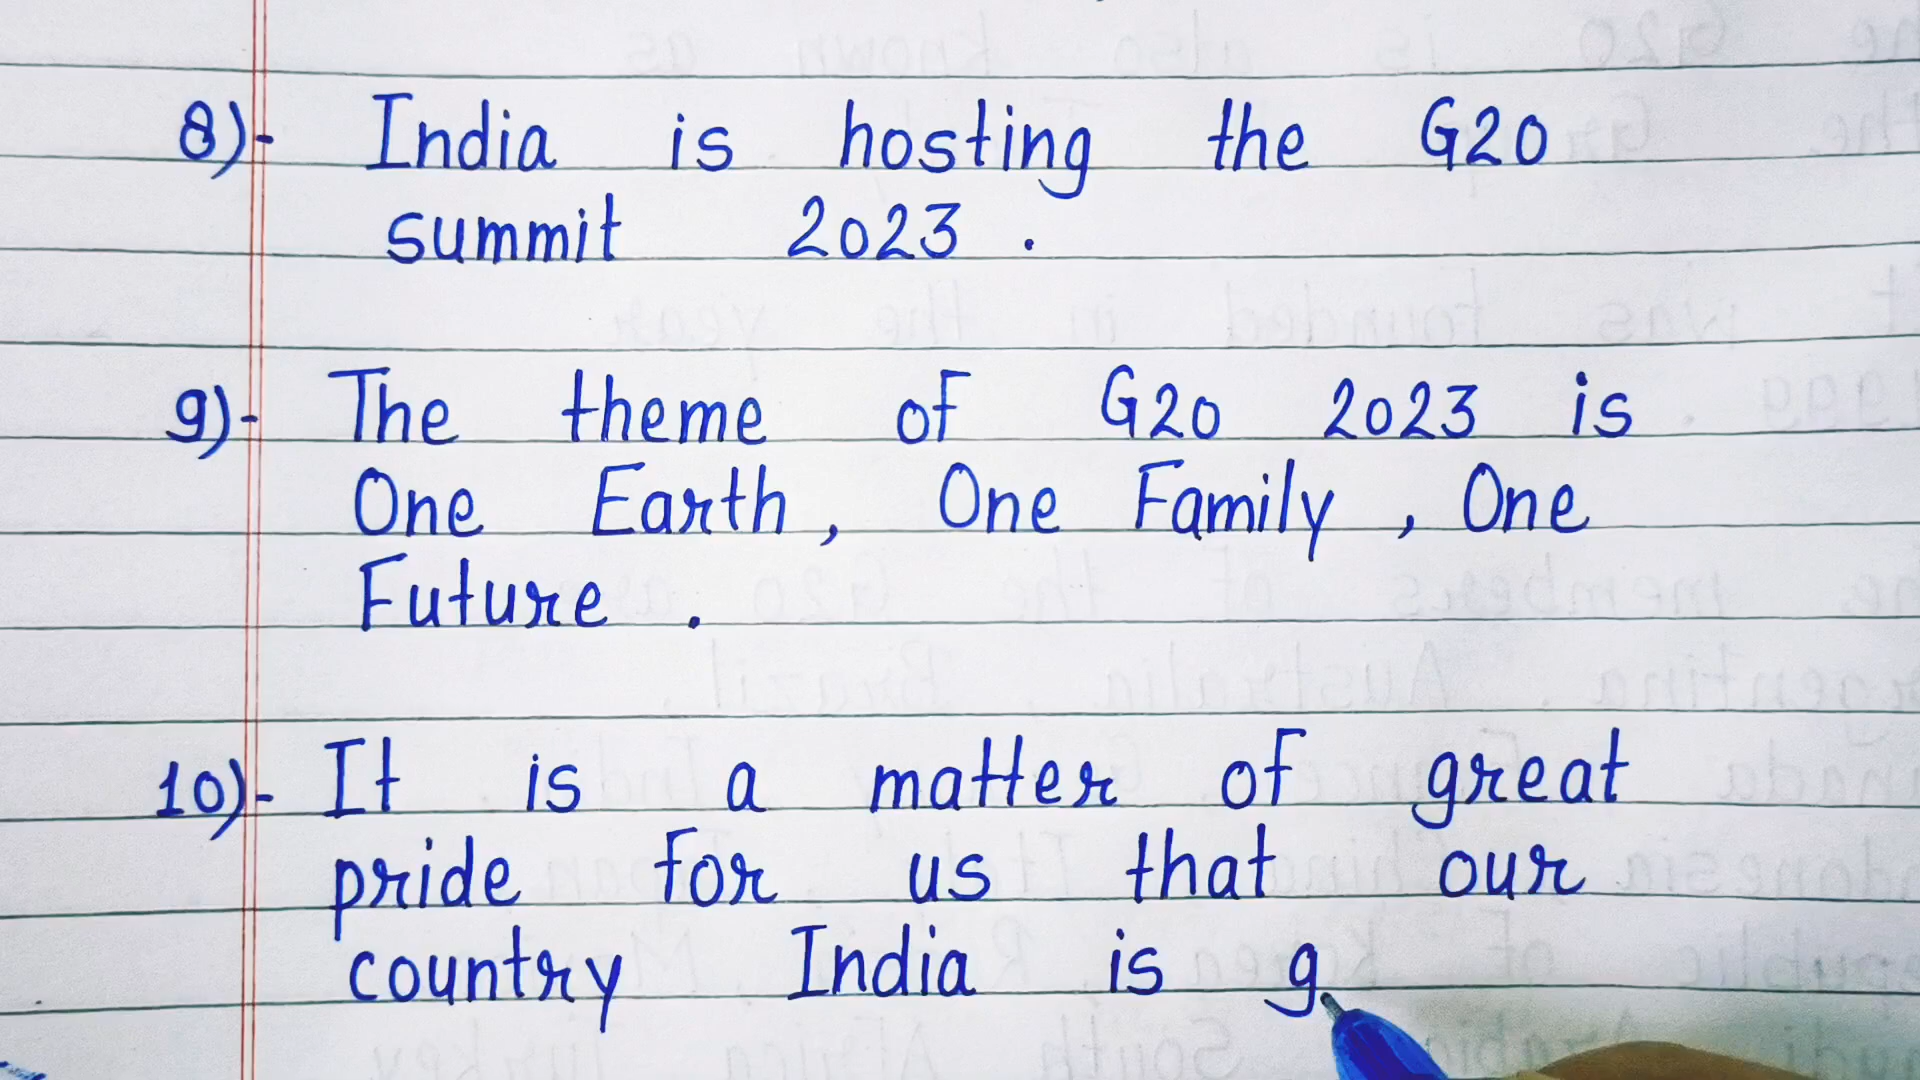 8)- India is hosting the G20
summit 2023 .
9)- The theme of G20 2023 is
One Earth, One Family, One
Future .
10)- It is a matter of great
pride for us that our
country India is g